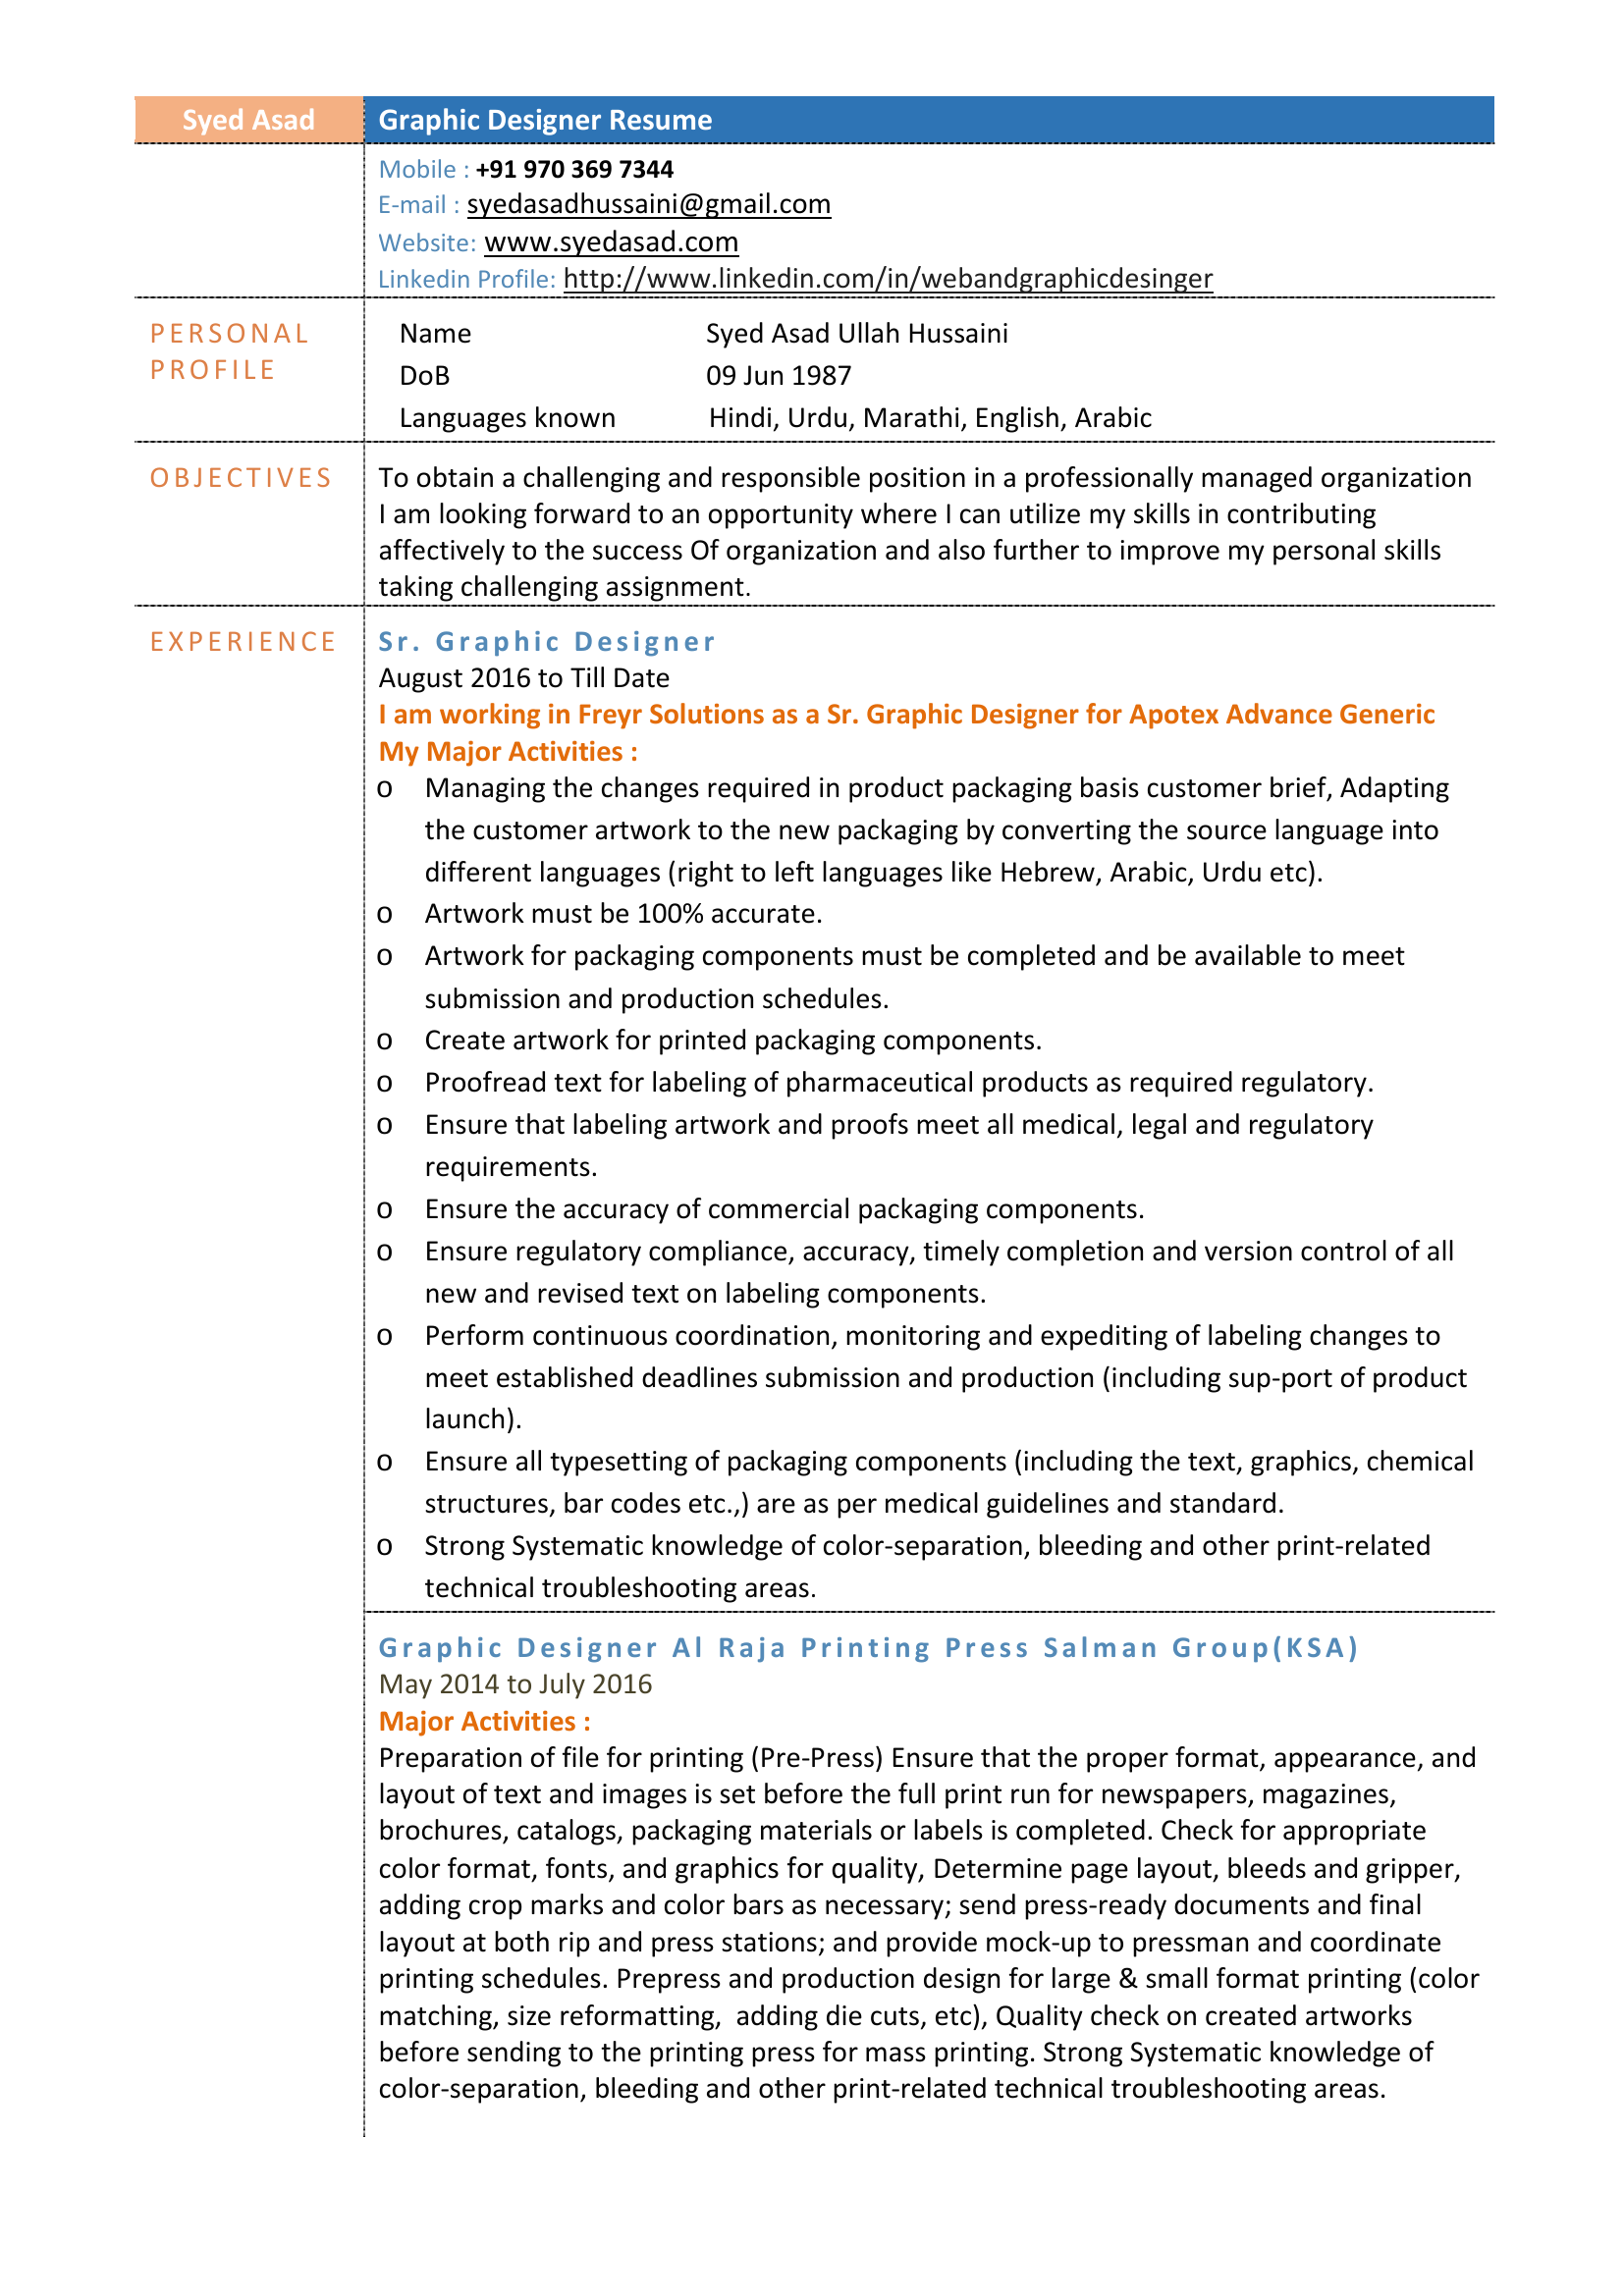 Syed Asad
Graphic Designer Resume
Mobile : +91 970 369 7344
E-mail : syedasadhussaini@gmail.com
Website: www.syedasad.com
Linkedin Profile: http://www.linkedin.com/in/webandgraphicdesinger
PERSONAL
PROFILE
Name Syed Asad Ullah Hussaini
DoB 09 Jun 1987
Languages known Hindi, Urdu, Marathi, English, Arabic
OBJECTIVES
To obtain a challenging and responsible position in a professionally managed organization
I am looking forward to an opportunity where I can utilize my skills in contributing
affectively to the success Of organization and also further to improve my personal skills
taking challenging assignment.
EXPERIENCE
Sr. Graphic Designer
August 2016 to Till Date
I am working in Freyr Solutions as a Sr. Graphic Designer for Apotex Advance Generic
My Major Activities :
o Managing the changes required in product packaging basis customer brief, Adapting
the customer artwork to the new packaging by converting the source language into
different languages (right to left languages like Hebrew, Arabic, Urdu etc).
o Artwork must be 100% accurate.
o Artwork for packaging components must be completed and be available to meet
submission and production schedules.
o Create artwork for printed packaging components.
o Proofread text for labeling of pharmaceutical products as required regulatory.
o Ensure that labeling artwork and proofs meet all medical, legal and regulatory
requirements.
o Ensure the accuracy of commercial packaging components.
o Ensure regulatory compliance, accuracy, timely completion and version control of all
new and revised text on labeling components.
o Perform continuous coordination, monitoring and expediting of labeling changes to
meet established deadlines submission and production (including sup-port of product
launch).
o Ensure all typesetting of packaging components (including the text, graphics, chemical
structures, bar codes etc.,) are as per medical guidelines and standard.
o Strong Systematic knowledge of color-separation, bleeding and other print-related
technical troubleshooting areas.
Graphic Designer Al Raja Printing Press Salman Group(KSA)
May 2014 to July 2016
Major Activities :
Preparation of file for printing (Pre-Press) Ensure that the proper format, appearance, and
layout of text and images is set before the full print run for newspapers, magazines,
brochures, catalogs, packaging materials or labels is completed. Check for appropriate
color format, fonts, and graphics for quality, Determine page layout, bleeds and gripper,
adding crop marks and color bars as necessary; send press-ready documents and final
layout at both rip and press stations; and provide mock-up to pressman and coordinate
printing schedules. Prepress and production design for large & small format printing (color
matching, size reformatting, adding die cuts, etc), Quality check on created artworks
before sending to the printing press for mass printing. Strong Systematic knowledge of
color-separation, bleeding and other print-related technical troubleshooting areas.